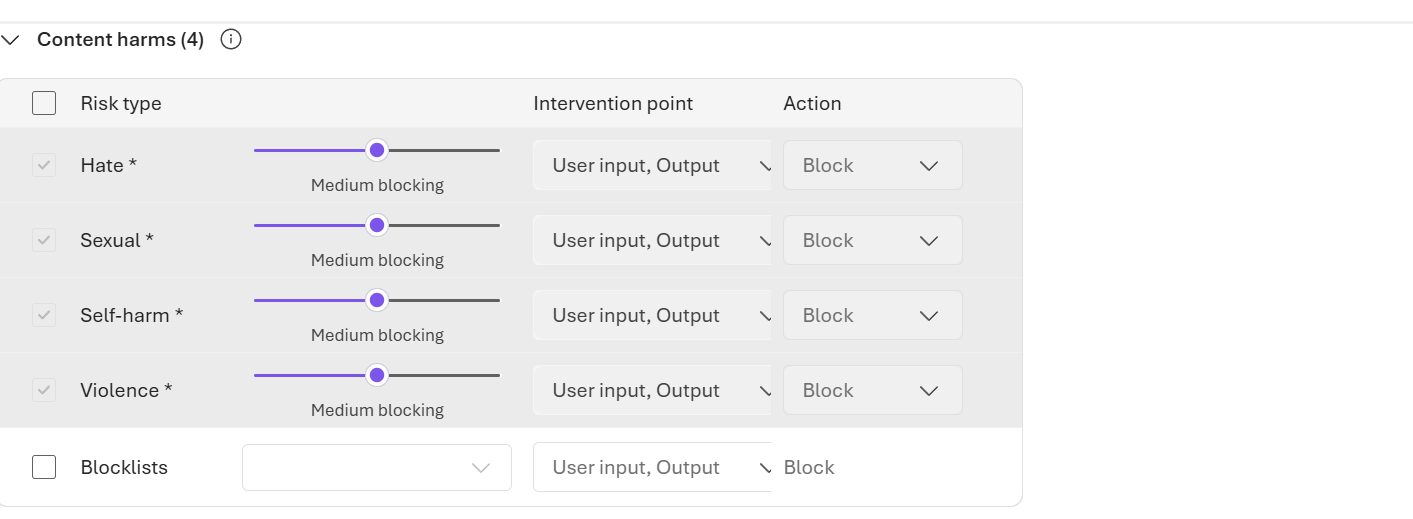 Content harms (4)
Risk type Intervention point Action
Hate * User input, Output Block
Medium blocking
Sexual * User input, Output Block
Medium blocking
Self-harm * User input, Output Block
Medium blocking
Violence * User input, Output Block
Medium blocking
Blocklists User input, Output Block